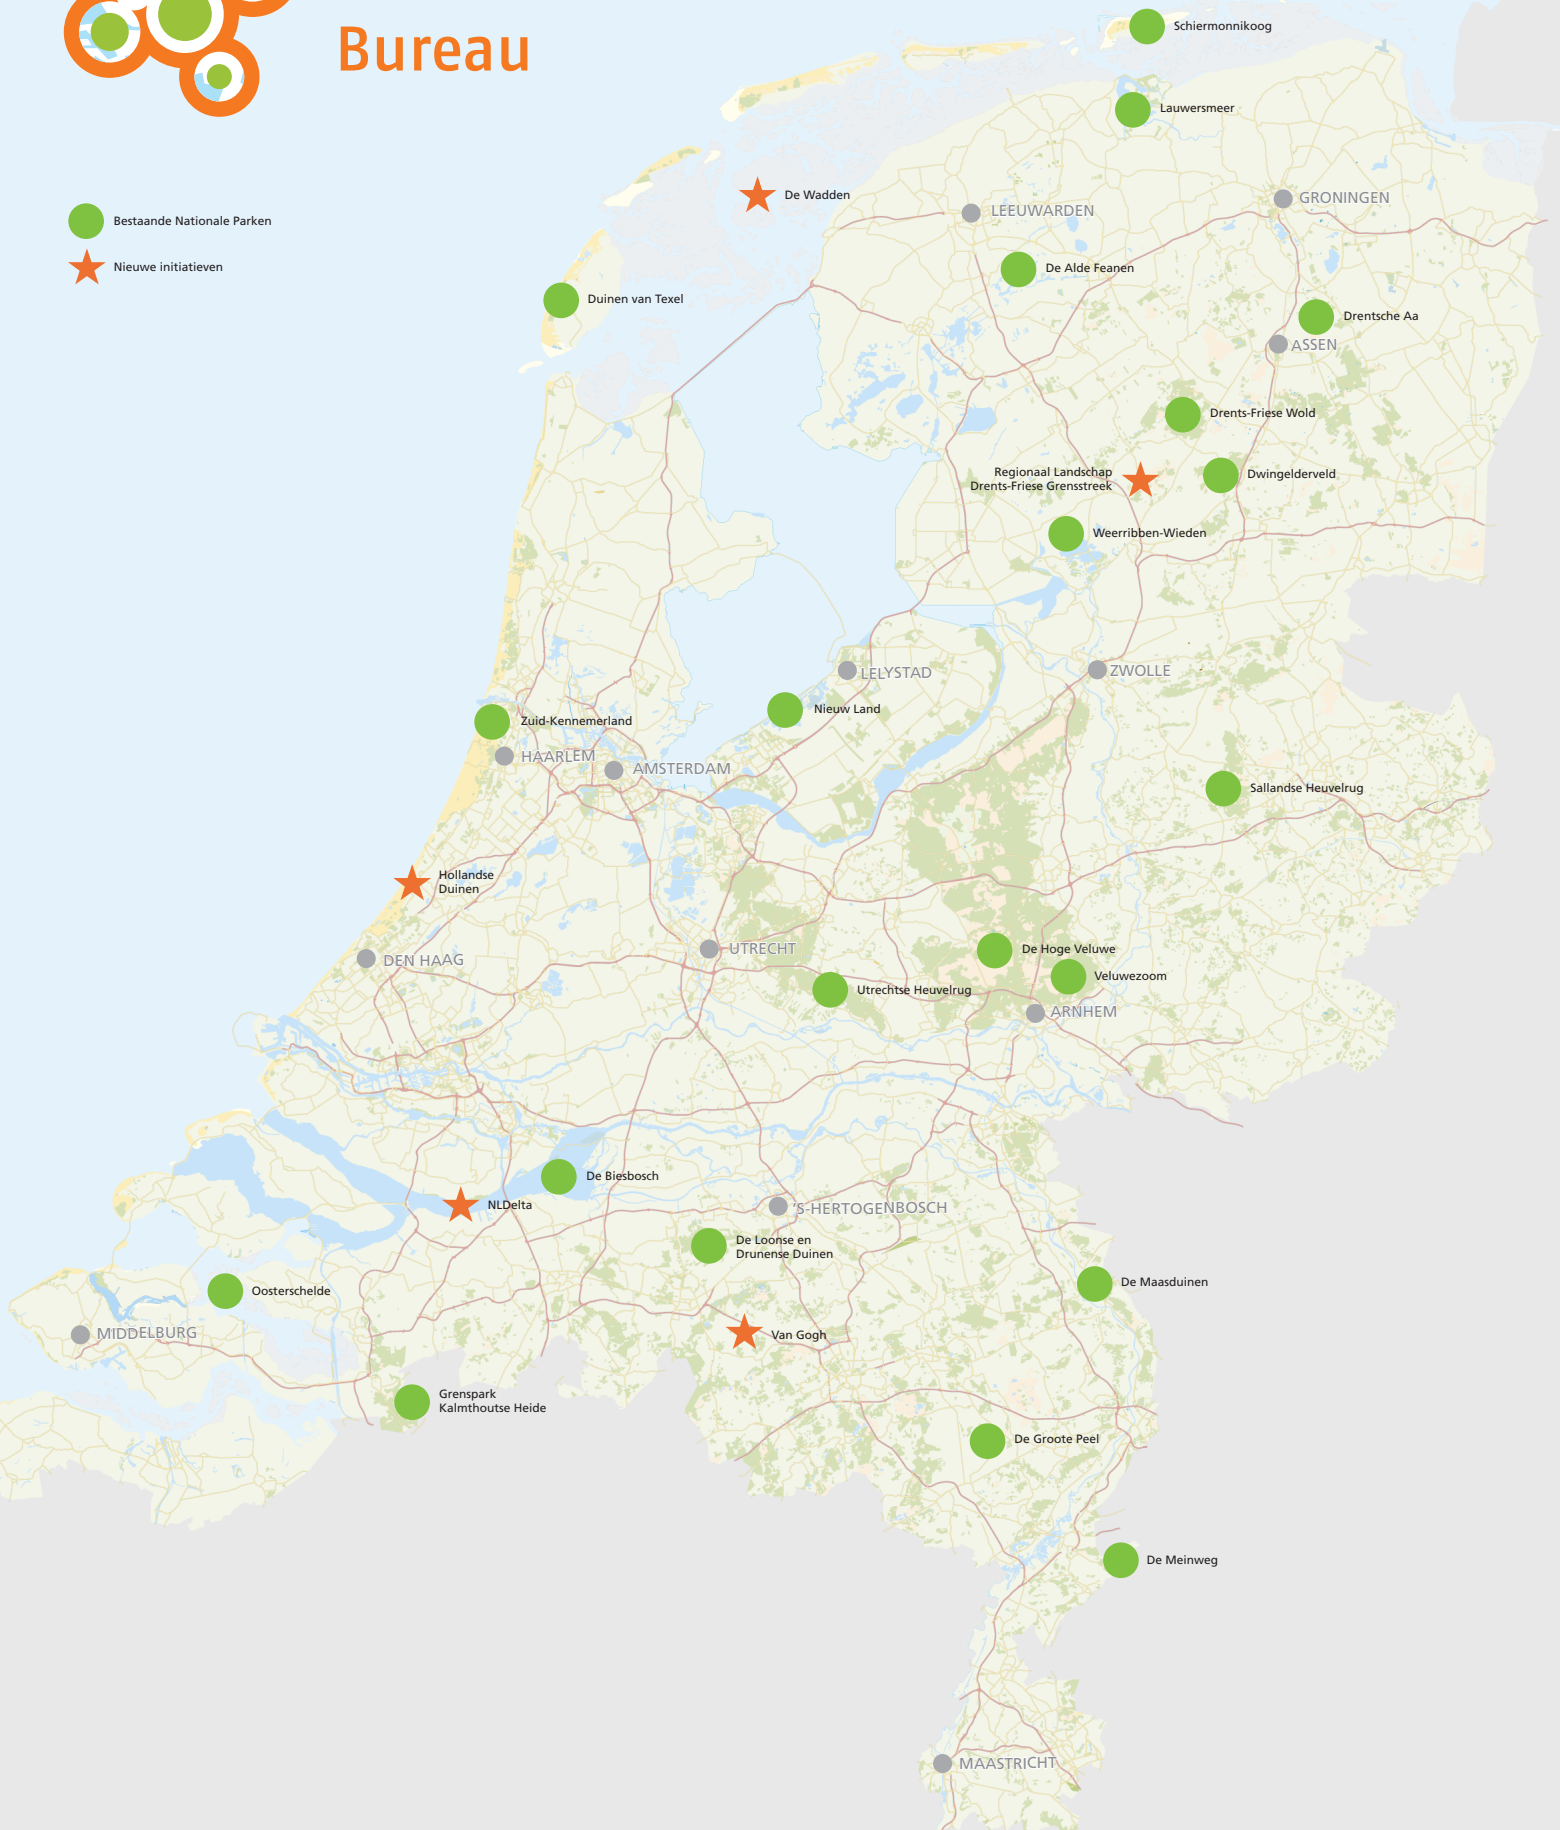 Bureau
Bestaande Nationale Parken
Nieuwe initiatieven
Schiermonnikoog
Lauwersmeer
De Wadden
LEEUWARDEN
GRONINGEN
De Alde Feanen
Duinen van Texel
Drentsche Aa
ASSEN
Drents-Friese Wold
Regionaal Landschap
Drents-Friese Grensstreek
Dwingelderveld
Weerribben-Wieden
LELYSTAD
ZWOLLE
Nieuw Land
Zuid-Kennemerland
HAARLEM
AMSTERDAM
Sallandse Heuvelrug
Hollandse
Duinen
DEN HAAG
UTRECHT
De Hoge Veluwe
Veluwezoom
Utrechtse Heuvelrug
ARNHEM
De Biesbosch
NLDelta
'S-HERTOGENBOSCH
De Loonse en
Drunense Duinen
De Maasduinen
Oosterschelde
MIDDELBURG
Van Gogh
Grenspark
Kalmthoutse Heide
De Groote Peel
De Meinweg
MAASTRICHT